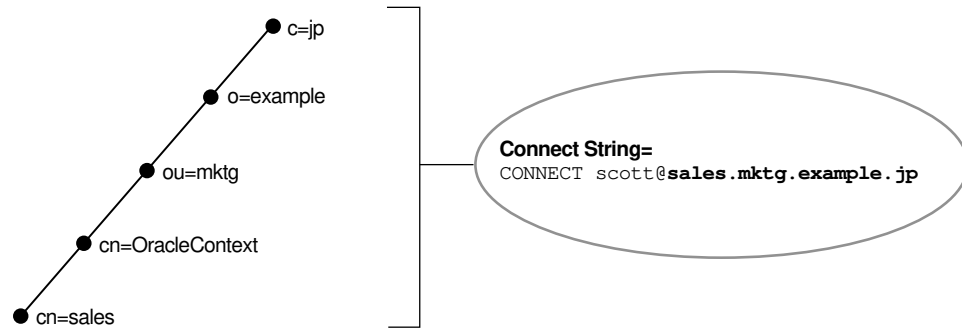 c=jp
o=example
ou=mktg
cn=OracleContext
cn=sales
Connect String=
CONNECT scott@sales.mktg.example.jp